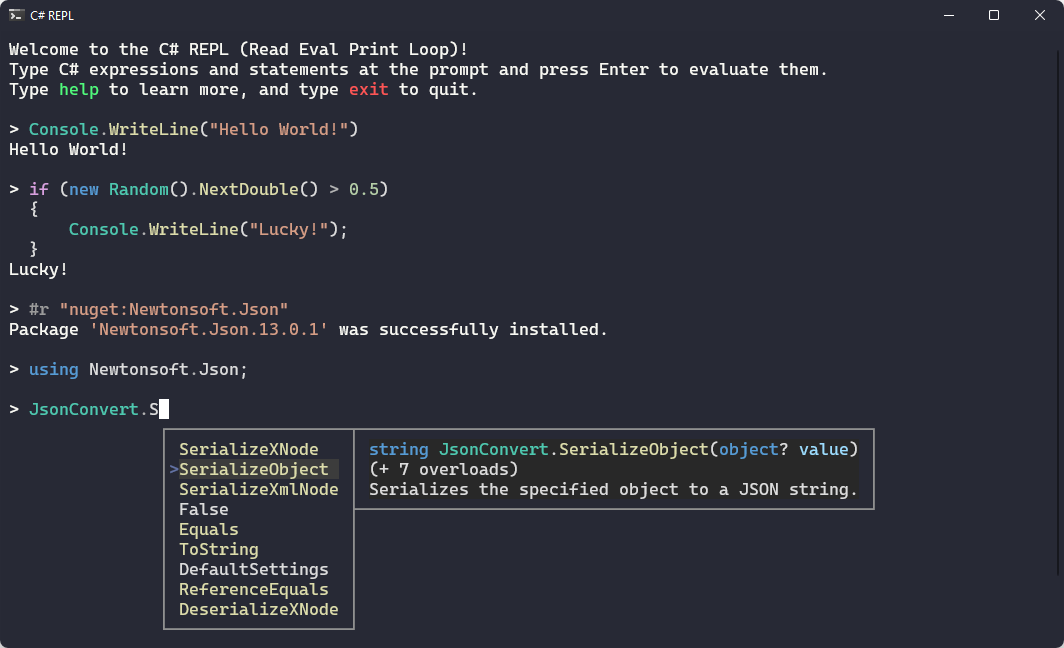 C# REPL
Welcome to the C# REPL (Read Eval Print Loop)!
Type C# expressions and statements at the prompt and press Enter to evaluate them.
Type help to learn more, and type exit to quit.
> Console.WriteLine("Hello World!")
Hello World!
> if (new Random().NextDouble() > 0.5)
{
Console.WriteLine("Lucky!");
}
Lucky!
> #r "nuget:Newtonsoft.Json"
Package 'Newtonsoft.Json.13.0.1' was successfully installed.
> using Newtonsoft.Json;
> JsonConvert.S
SerializeXNode
>SerializeObject
SerializeXmlNode
False
Equals
ToString
DefaultSettings
ReferenceEquals
DeserializeXNode
string JsonConvert.SerializeObject(object? value)
(+ 7 overloads)
Serializes the specified object to a JSON string.